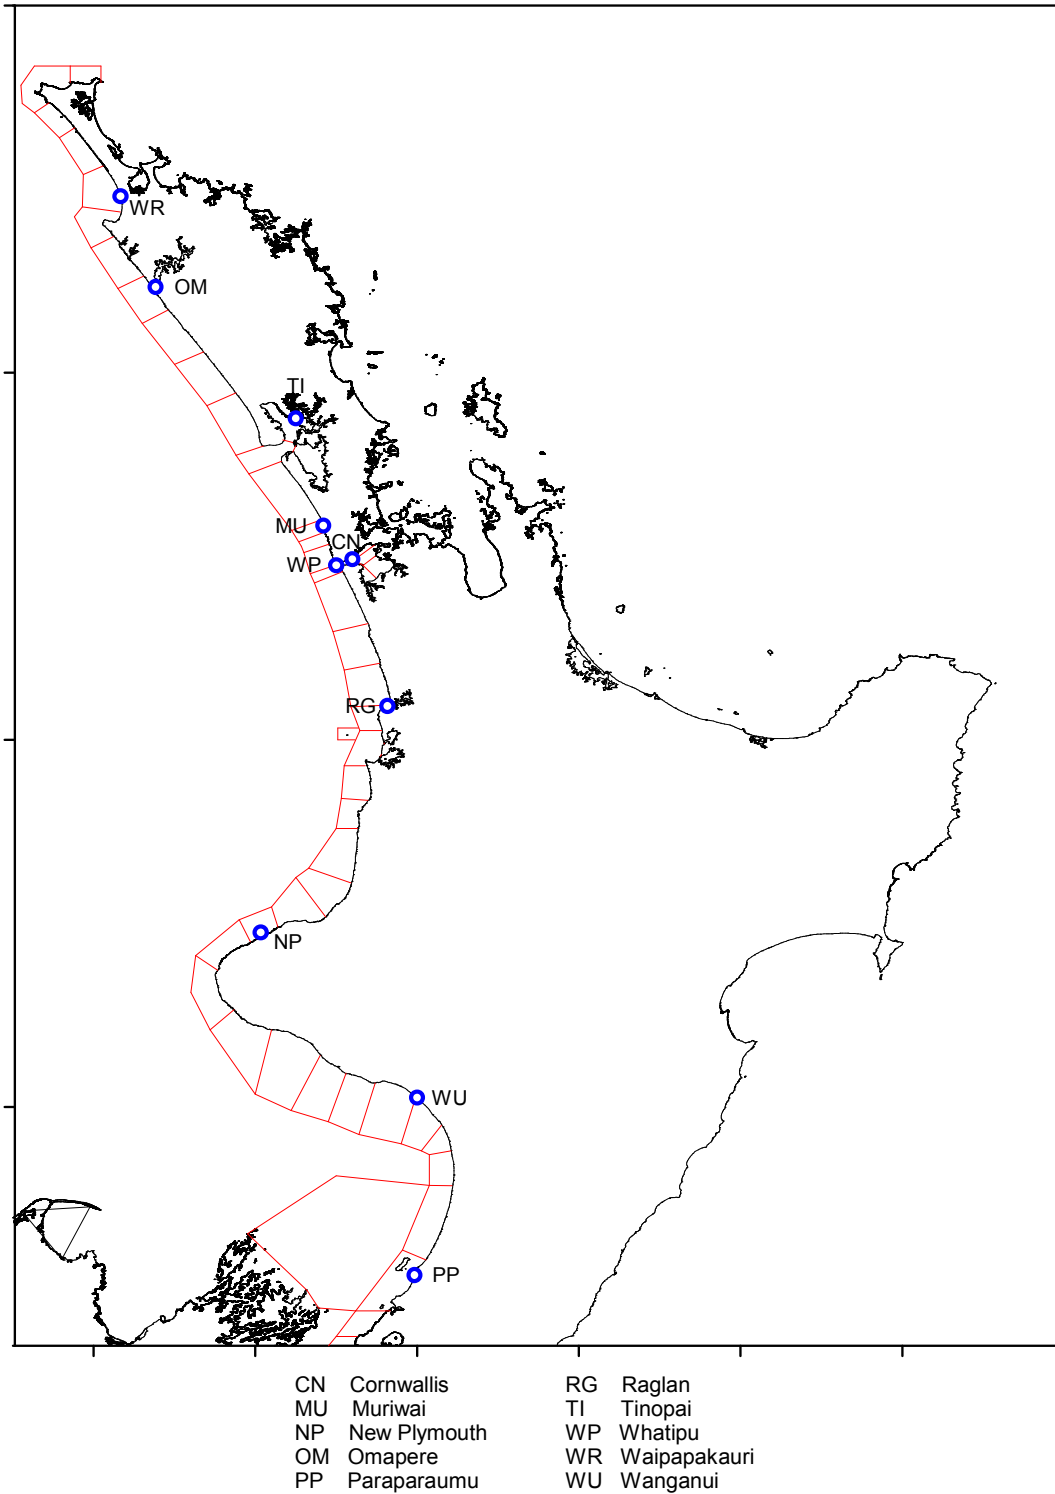 WR
OM
TI
MU
CN
WP
RG
NP
WU
PP
CN Cornwallis RG Raglan
MU Muriwai TI Tinopai
NP New Plymouth WP Whatipu
OM Omapere WR Waipapakauri
PP Paraparaumu WU Wanganui